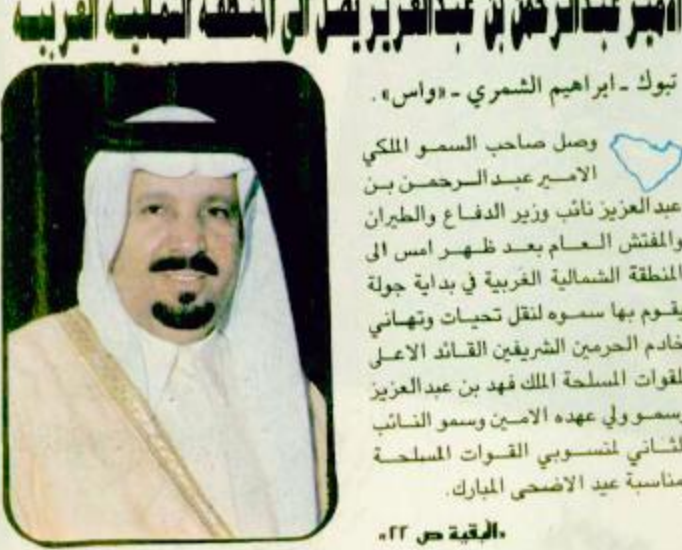 الأمير عبدالرحمن بن عبدالعزيز يصل الى المنطقة الشمالية الغربية
تبوك - ابراهيم الشمري - «واس».
وصل صاحب السمو الملكي
الامير عبدالرحمن بن
عبدالعزيز نائب وزير الدفاع والطيران
والمفتش العام بعد ظهر امس الى
المنطقة الشمالية الغربية في بداية جولة
يقوم بها سموه لنقل تحيات وتهاني
خادم الحرمين الشريفين القائد الاعلى
للقوات المسلحة الملك فهد بن عبدالعزيز
وسمو ولي عهده الامين وسمو النائب
الثاني لمنسوبي القوات المسلحة
بمناسبة عيد الاضحى المبارك.
«البقية ص ٢٢»